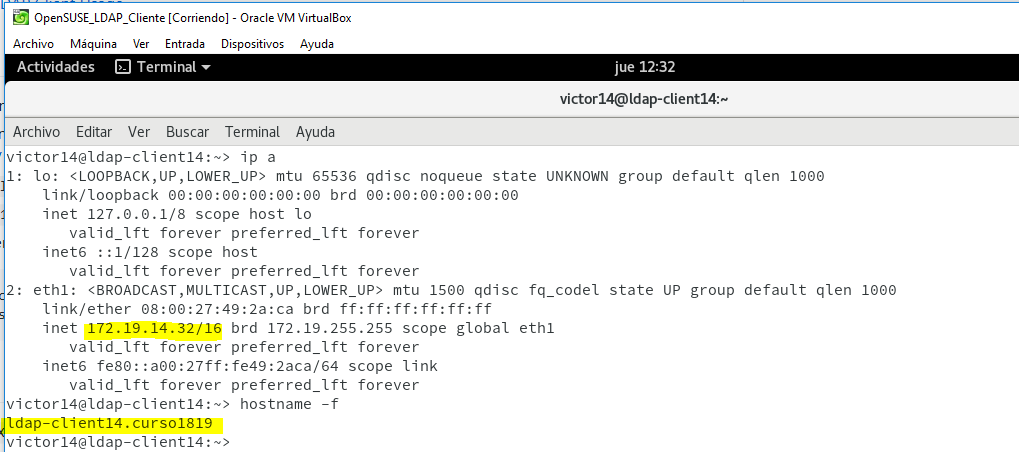 OpenSUSE_LDAP_Cliente [Corriendo] - Oracle VM VirtualBox
Archivo Máquina Ver Entrada Dispositivos Ayuda
Actividades Terminal jue 12:32
victor14@ldap-client14:~
Archivo Editar Ver Buscar Terminal Ayuda
victor14@ldap-client14:~> ip a
1: lo: <LOOPBACK,UP,LOWER_UP> mtu 65536 qdisc noqueue state UNKNOWN group default qlen 1000
link/loopback 00:00:00:00:00:00 brd 00:00:00:00:00:00
inet 127.0.0.1/8 scope host lo
valid_lft forever preferred_lft forever
inet6 ::1/128 scope host
valid_lft forever preferred_lft forever
2: eth1: <BROADCAST,MULTICAST,UP,LOWER_UP> mtu 1500 qdisc fq_codel state UP group default qlen 1000
link/ether 08:00:27:49:2a:ca brd ff:ff:ff:ff:ff:ff
inet 172.19.14.32/16 brd 172.19.255.255 scope global eth1
valid_lft forever preferred_lft forever
inet6 fe80::a00:27ff:fe49:2aca/64 scope link
valid_lft forever preferred_lft forever
victor14@ldap-client14:~> hostname -f
ldap-client14.curso1819
victor14@ldap-client14:~>